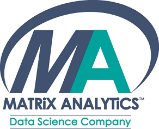 MA
MATRiX ANALYTICS™
Data Science Company